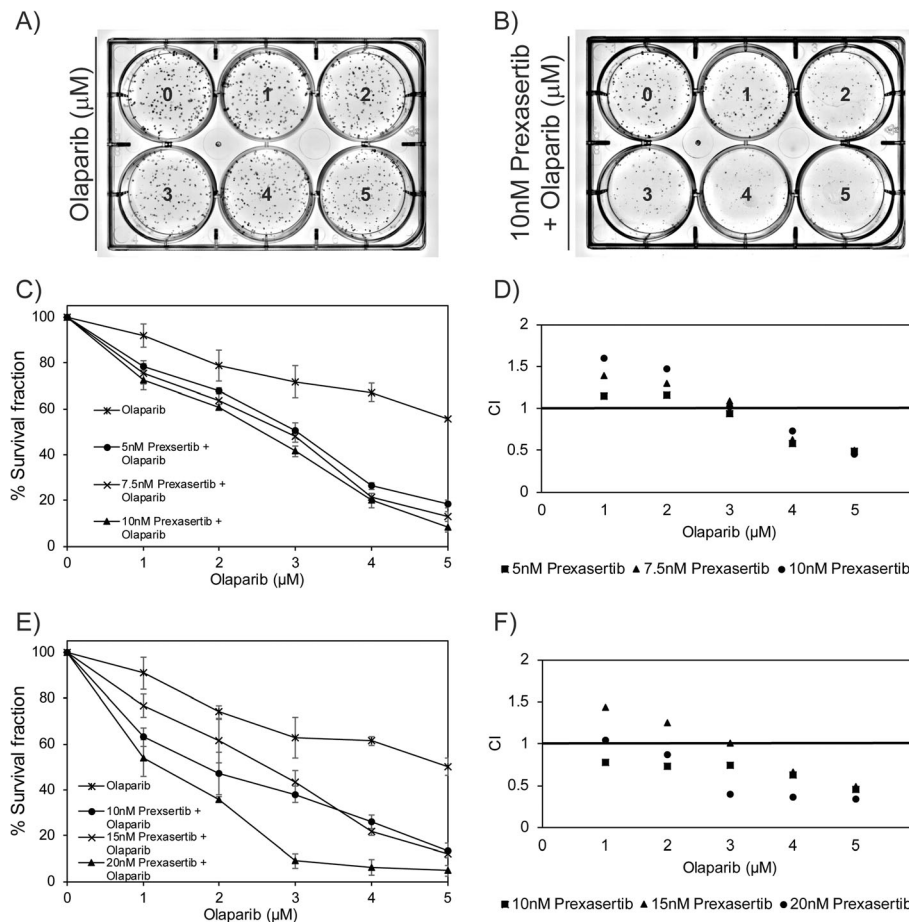 A)
Olaparib (μM)
0
1
2
3
4
5
B)
10nM Prexasertib
+ Olaparib (μM)
0
1
2
3
4
5
C)
% Survival fraction
100
80
60
40
20
0
Olaparib
5nM Prexsertib +
Olaparib
7.5nM Prexasertib +
Olaparib
10nM Prexasertib +
Olaparib
0
1
2
3
4
5
Olaparib (μM)
D)
CI
2
1.5
1
0.5
0
0
1
2
3
4
5
Olaparib (μM)
5nM Prexasertib
7.5nM Prexasertib
10nM Prexasertib
E)
% Survival fraction
100
80
60
40
20
0
Olaparib
10nM Prexsertib +
Olaparib
15nM Prexasertib +
Olaparib
20nM Prexasertib +
Olaparib
0
1
2
3
4
5
Olaparib (μM)
F)
CI
2
1.5
1
0.5
0
0
1
2
3
4
5
Olaparib (μM)
10nM Prexasertib
15nM Prexasertib
20nM Prexasertib